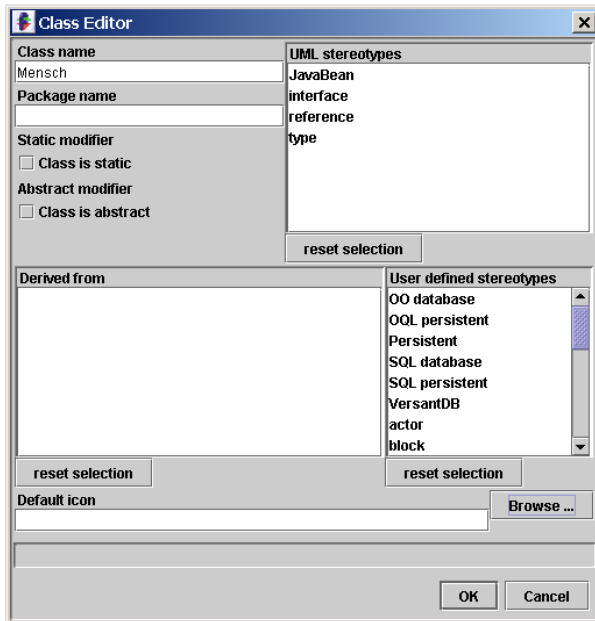 Class Editor
Class name
Mensch
Package name
Static modifier
Class is static
Abstract modifier
Class is abstract
UML stereotypes
JavaBean
interface
reference
type
reset selection
Derived from
reset selection
User defined stereotypes
OO database
OQL persistent
Persistent
SQL database
SQL persistent
VersantDB
actor
block
reset selection
Default icon
Browse ...
OK
Cancel